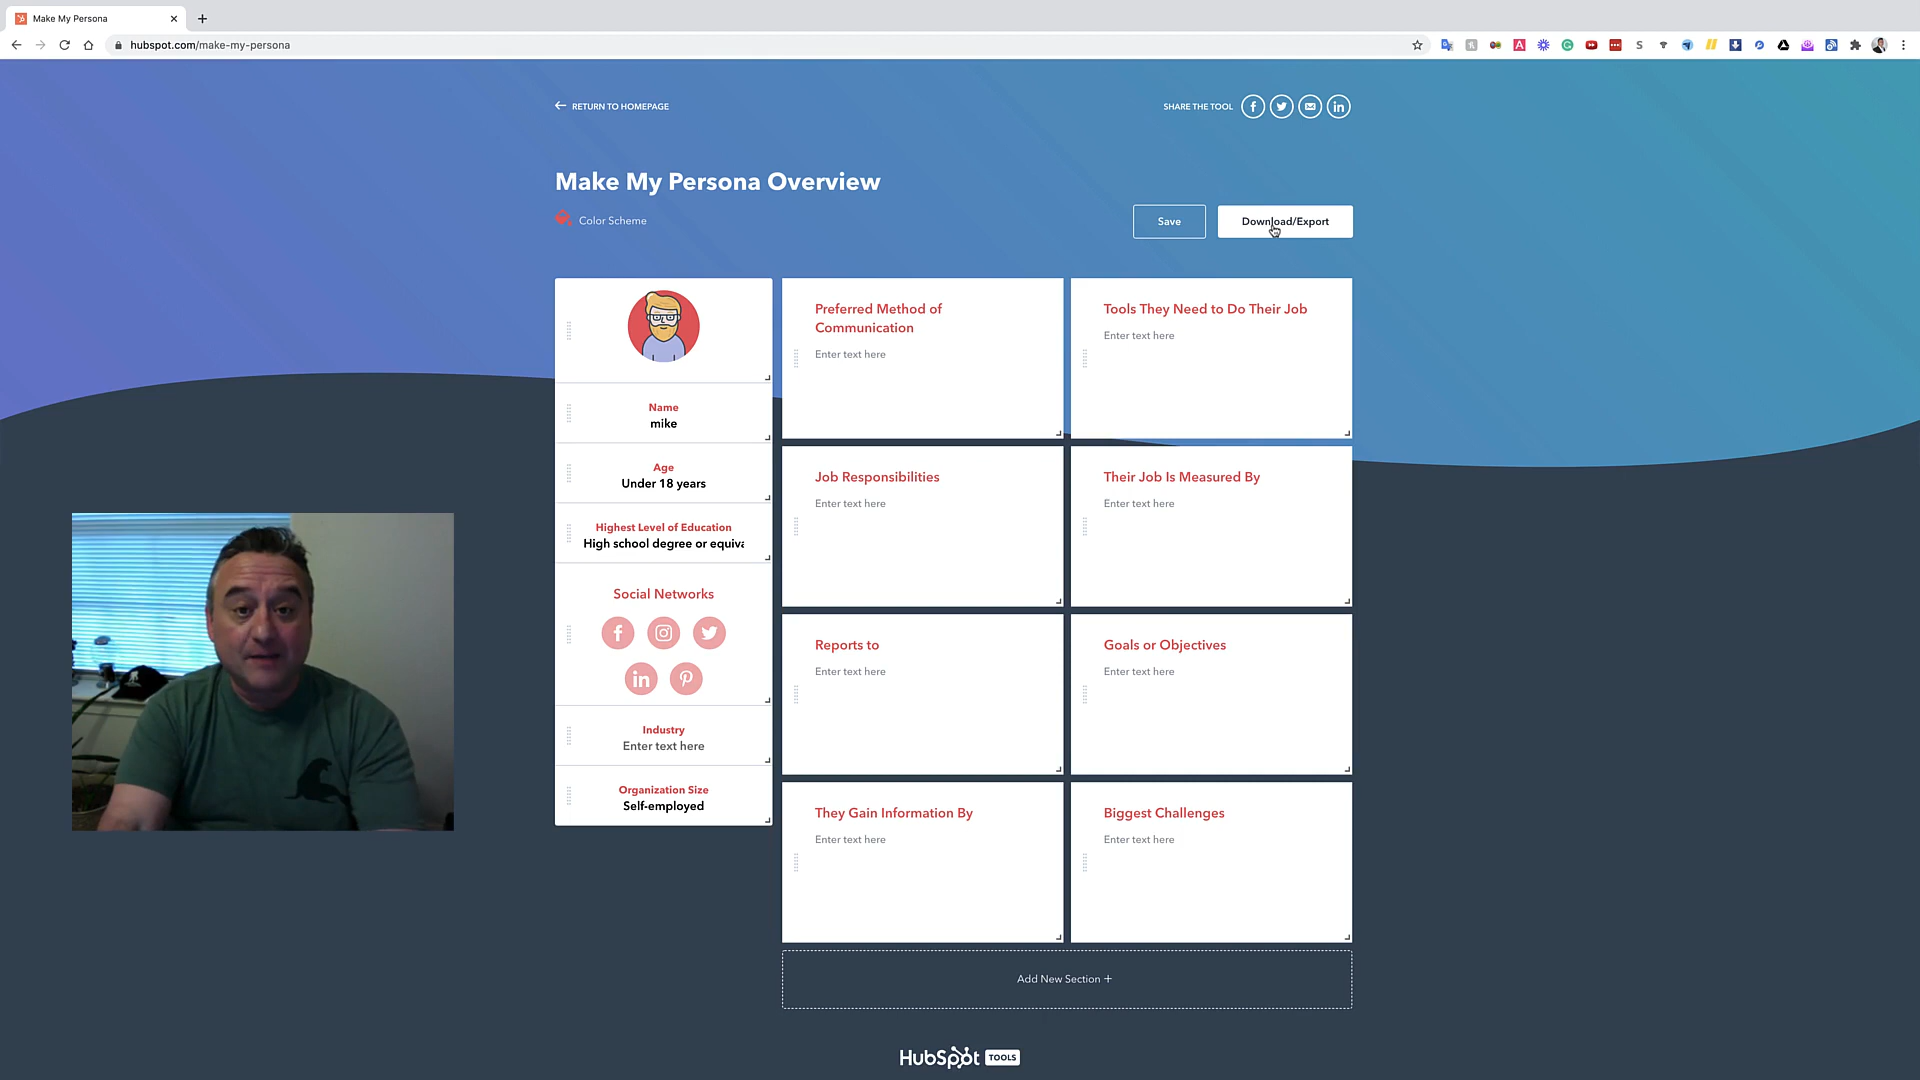 Make My Persona
hubspot.com/make-my-persona
RETURN TO HOMEPAGE
SHARE THE TOOL
Make My Persona Overview
Color Scheme
Save
Download/Export
Name
mike
Age
Under 18 years
Highest Level of Education
High school degree or equiva
Social Networks
Industry
Enter text here
Organization Size
Self-employed
Preferred Method of
Communication
Enter text here
Tools They Need to Do Their Job
Enter text here
Job Responsibilities
Enter text here
Their Job Is Measured By
Enter text here
Reports to
Enter text here
Goals or Objectives
Enter text here
They Gain Information By
Enter text here
Biggest Challenges
Enter text here
Add New Section +
HubSpot TOOLS